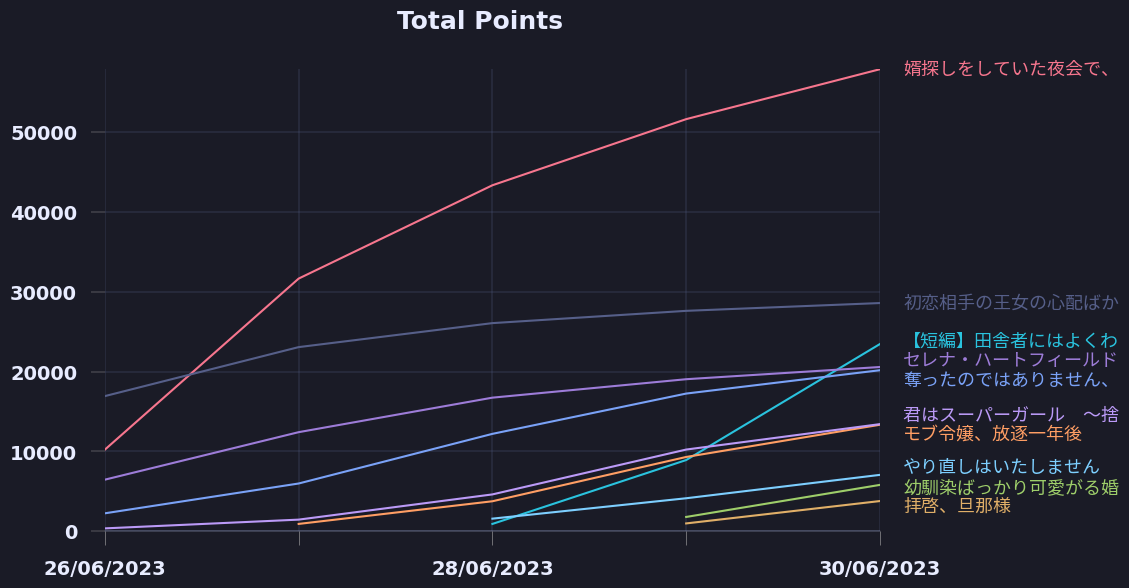 Total Points
50000
40000
30000
20000
10000
0
26/06/2023
28/06/2023
30/06/2023
婿探しをしていた夜会で、
初恋相手の王女の心配ばか
【短編】田舎者にはよくわ
セレナ・ハートフィールド
奪ったのではありません、
君はスーパーガール　～捨
モブ令嬢、放逐一年後
やり直しはいたしません
幼馴染ばっかり可愛がる婚
拝啓、旦那様